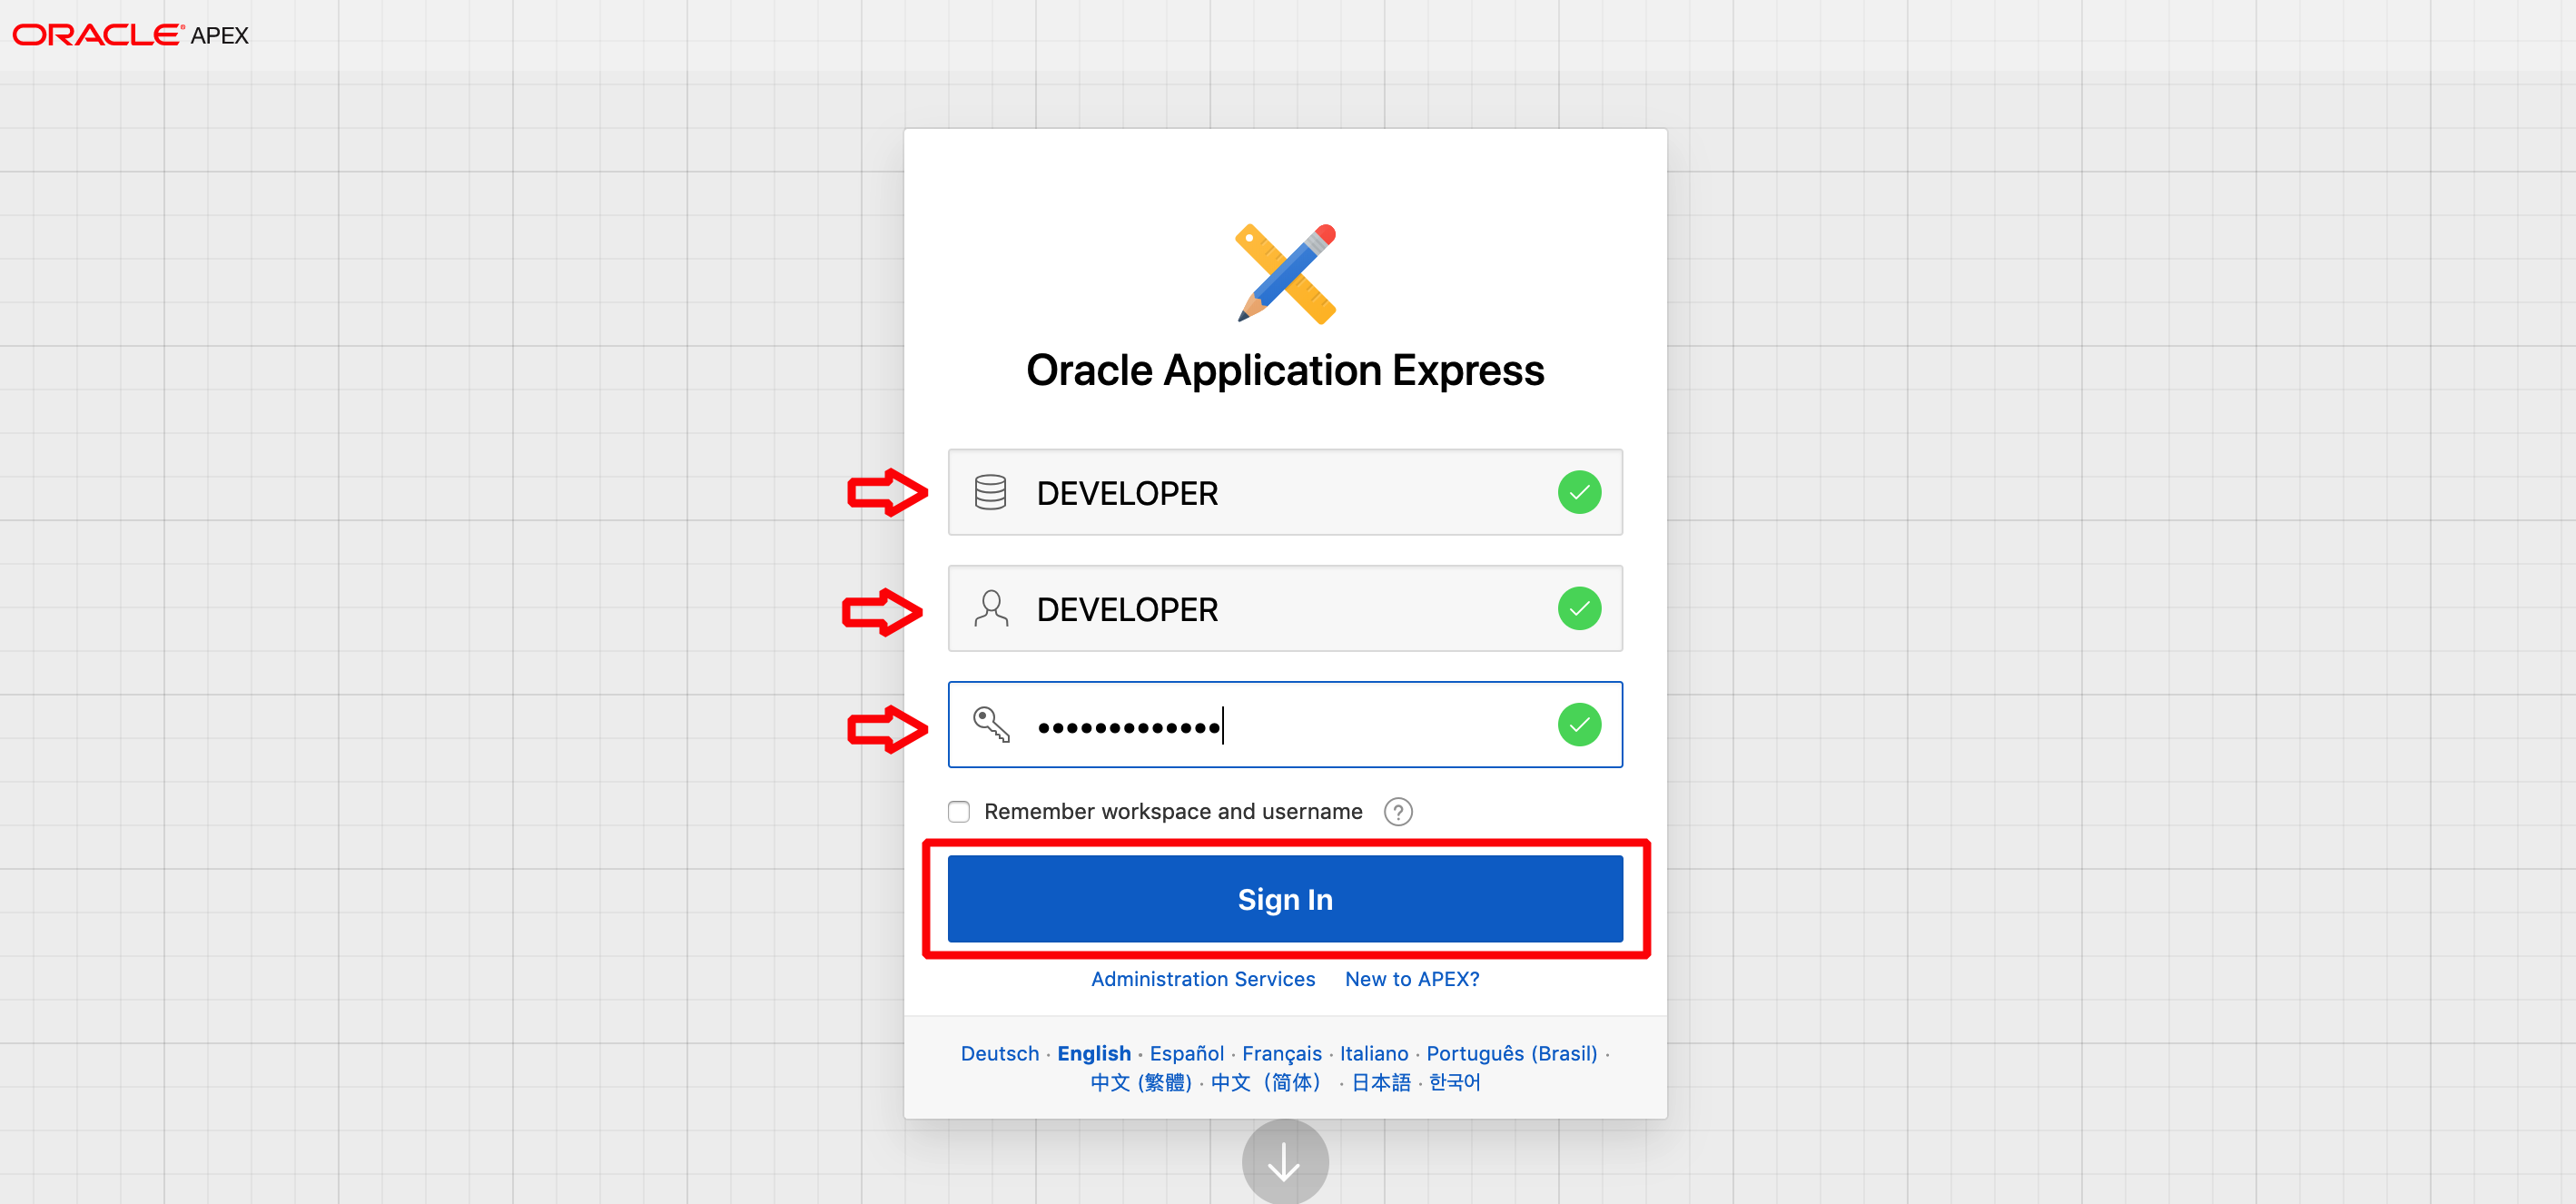 ORACLE® APEX
Oracle Application Express
DEVELOPER
DEVELOPER
•••••••••••••
Remember workspace and username ?
Sign In
Administration Services New to APEX?
Deutsch · English · Español · Français · Italiano · Português (Brasil) ·
中文 (繁體) · 中文（简体） · 日本語 · 한국어